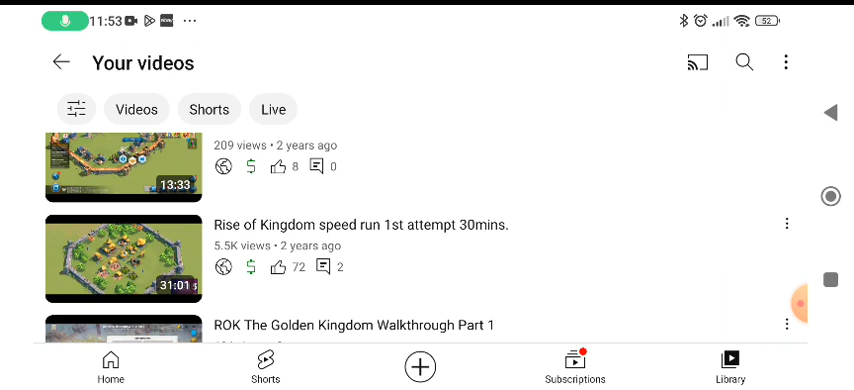 11:53
ebay
52
Your videos
Videos
Shorts
Live
209 views • 2 years ago
8
0
13:33
Rise of Kingdom speed run 1st attempt 30mins.
5.5K views • 2 years ago
72
2
31:01
ROK The Golden Kingdom Walkthrough Part 1
Home
Shorts
Subscriptions
Library